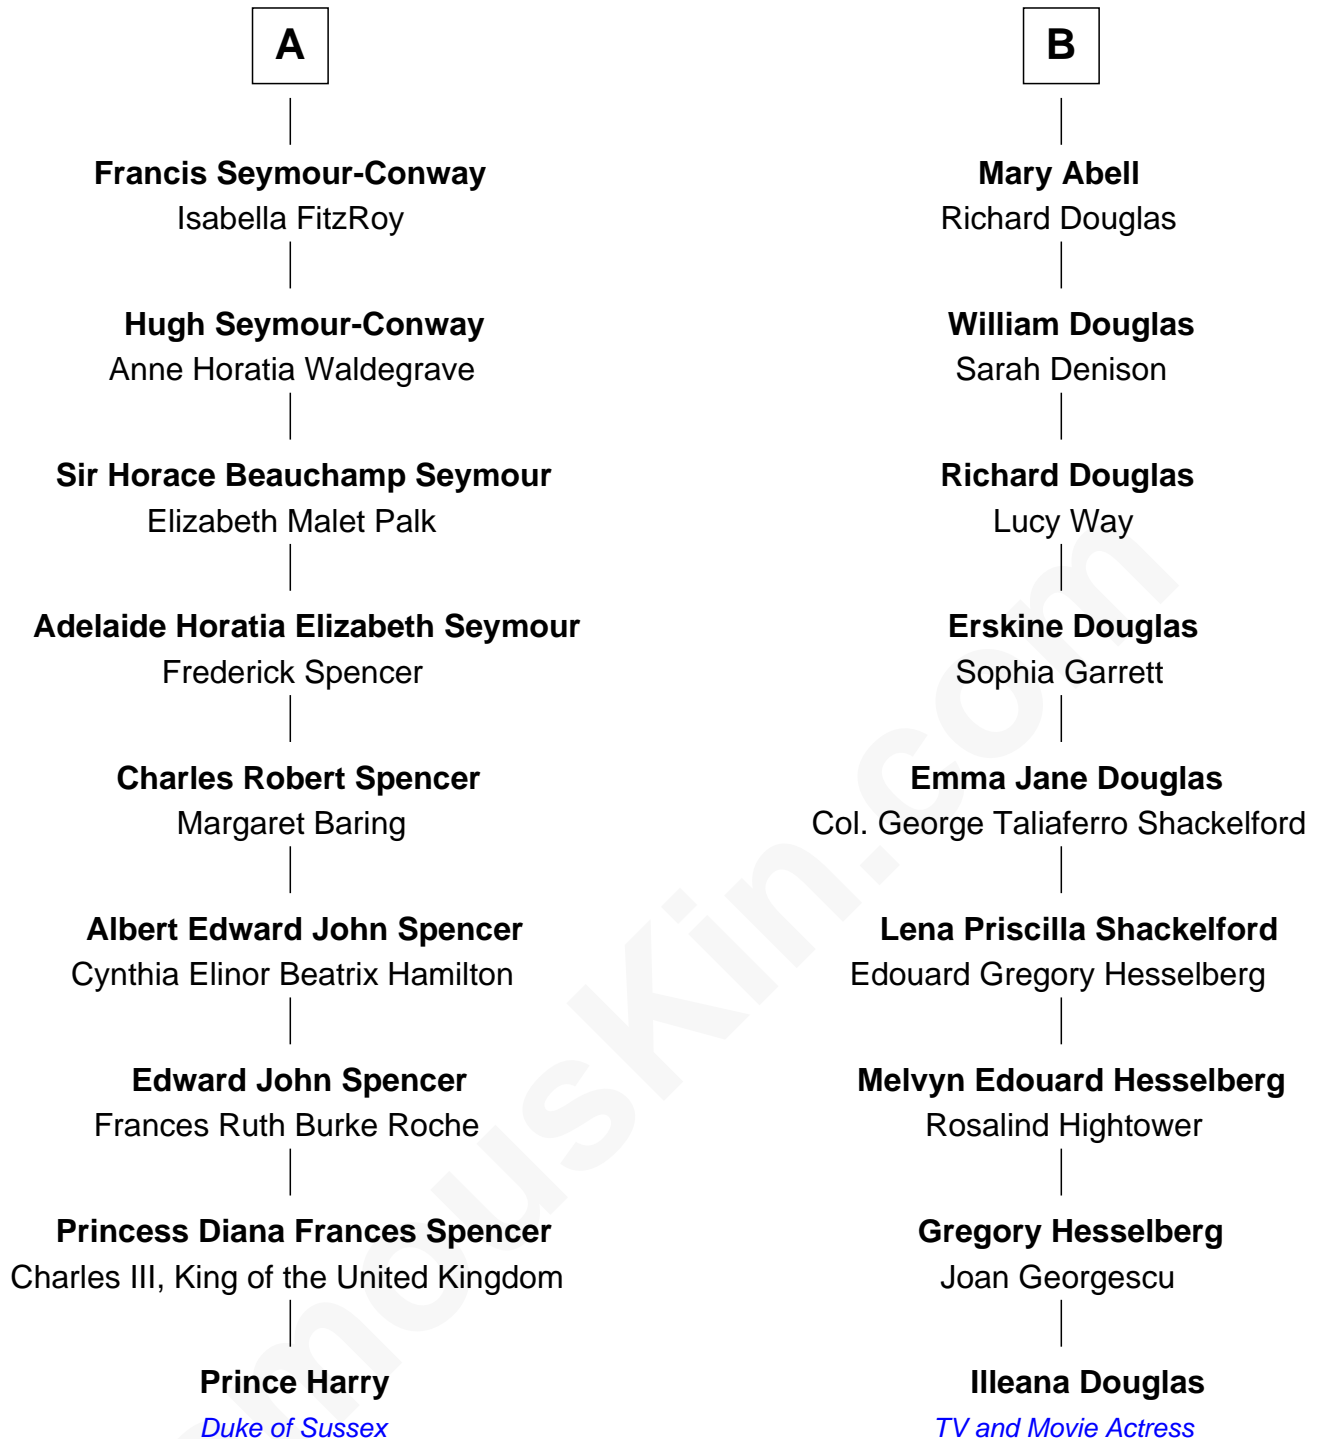 A
Francis Seymour-Conway
Isabella FitzRoy
Hugh Seymour-Conway
Anne Horatia Waldegrave
Sir Horace Beauchamp Seymour
Elizabeth Malet Palk
Adelaide Horatia Elizabeth Seymour
Frederick Spencer
Charles Robert Spencer
Margaret Baring
Albert Edward John Spencer
Cynthia Elinor Beatrix Hamilton
Edward John Spencer
Frances Ruth Burke Roche
Princess Diana Frances Spencer
Charles III, King of the United Kingdom
Prince Harry
Duke of Sussex
B
Mary Abell
Richard Douglas
William Douglas
Sarah Denison
Richard Douglas
Lucy Way
Erskine Douglas
Sophia Garrett
Emma Jane Douglas
Col. George Taliaferro Shackelford
Lena Priscilla Shackelford
Edouard Gregory Hesselberg
Melvyn Edouard Hesselberg
Rosalind Hightower
Gregory Hesselberg
Joan Georgescu
Illeana Douglas
TV and Movie Actress
mousKin.com